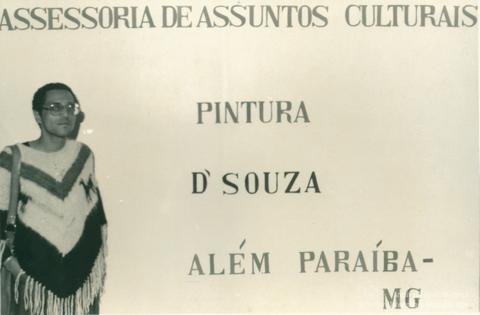 ASSESSORIA DE ASSUNTOS CULTURAIS
PINTURA
D'SOUZA
ALÉM PARAÍBA-
MG